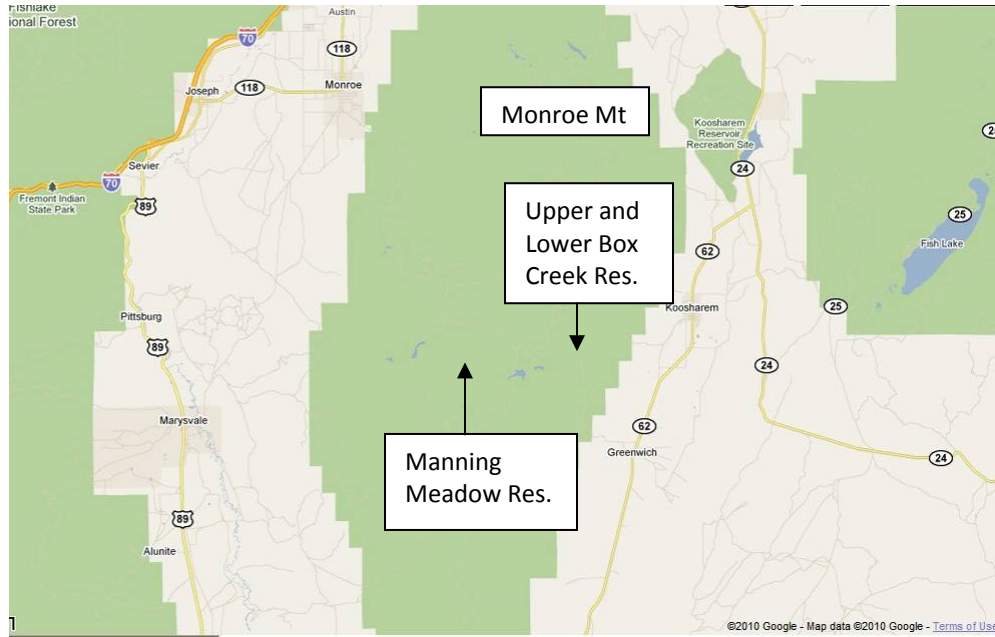 Fishlake
ional Forest
Austin
70
118
Joseph
118
Monroe
Monroe Mt
Koosharem
Reservoir
Recreation Site
24
Sevier
70
Fremont Indian
State Park
89
Upper and
Lower Box
Creek Res.
25
Fish Lake
62
Koosharem
25
Pittsburg
89
24
Marysvale
62
Greenwich
24
Manning
Meadow Res.
89
Alunite
©2010 Google - Map data ©2010 Google - Terms of Use